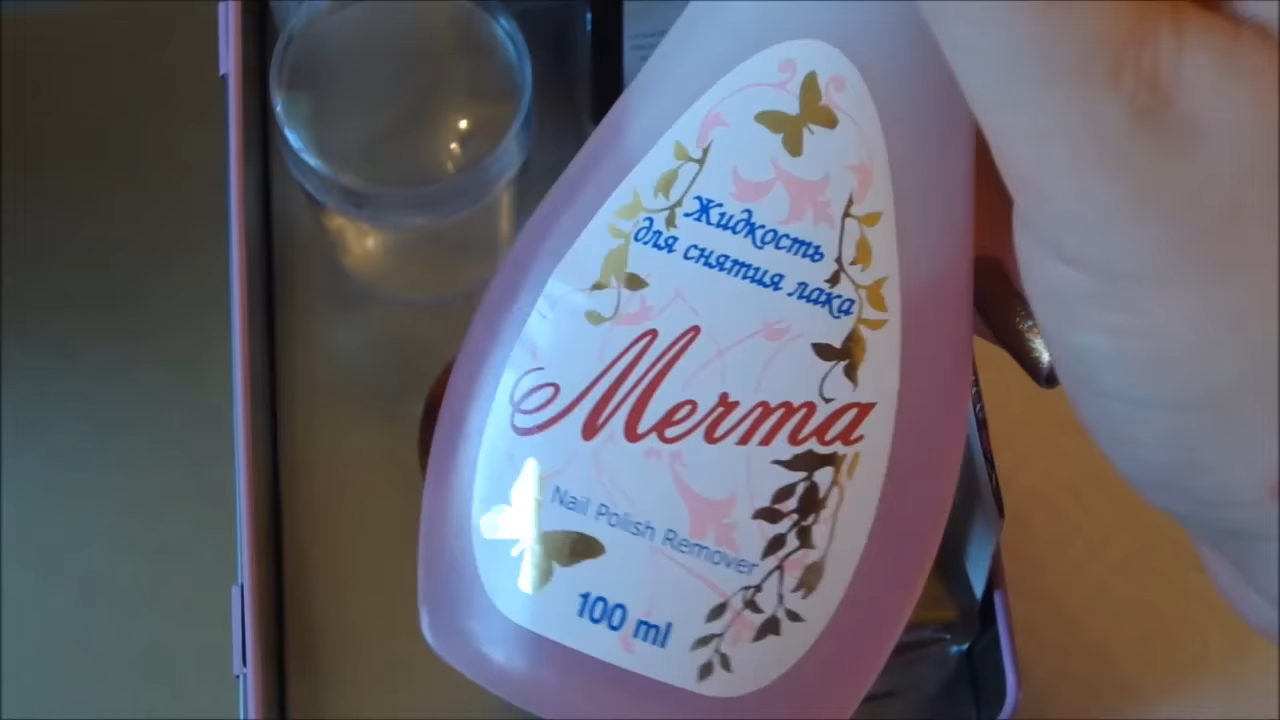 Жидкость
для снятия лака
Мечта
Nail Polish Remover
100 ml